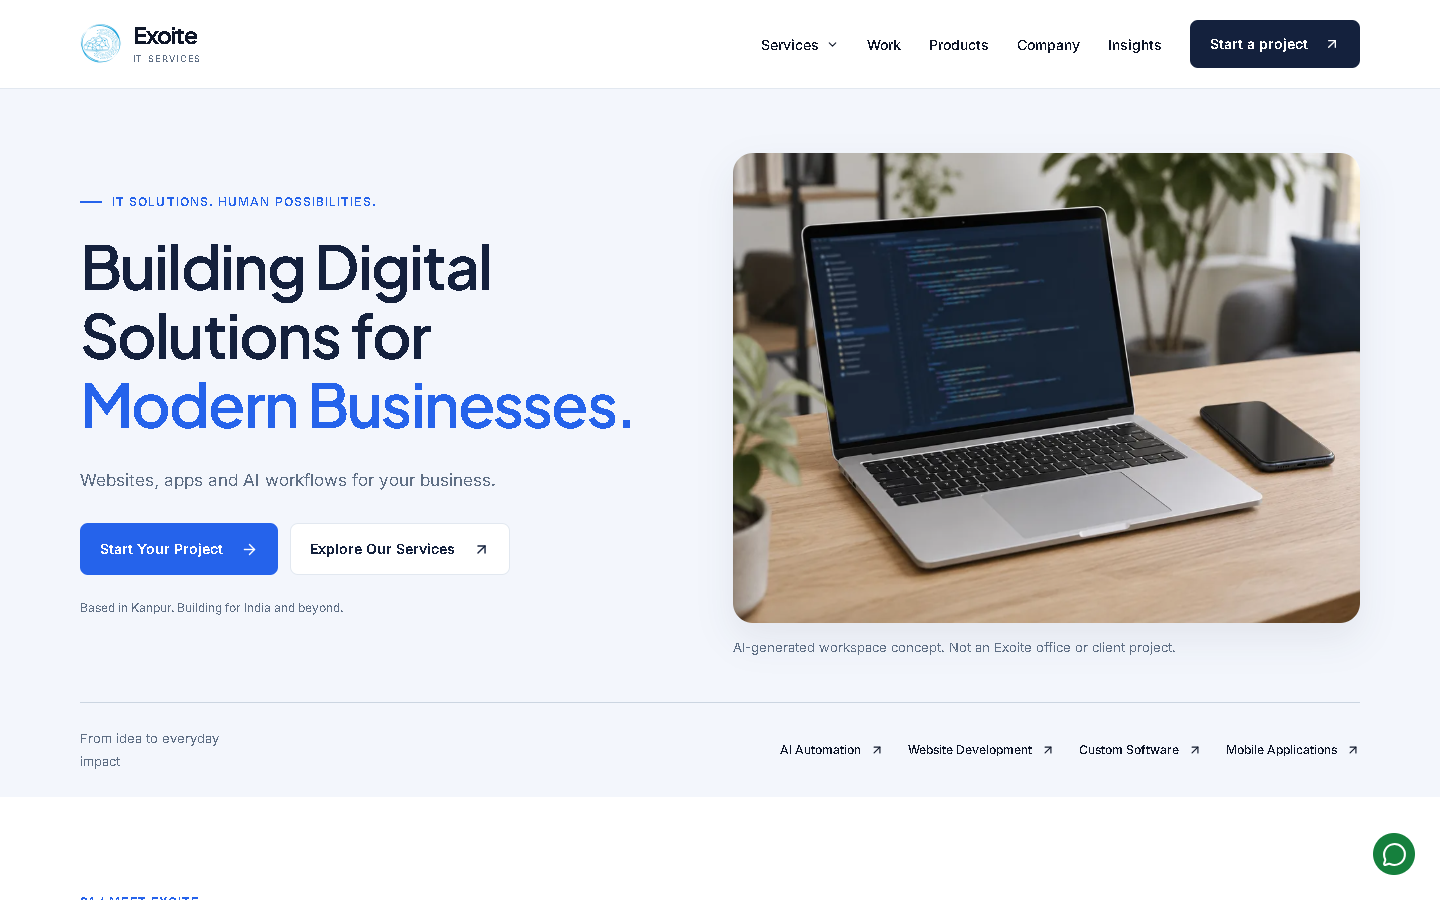 Exoite
IT SERVICES
Services
Work
Products
Company
Insights
Start a project
IT SOLUTIONS. HUMAN POSSIBILITIES.
Building Digital
Solutions for
Modern Businesses.
Websites, apps and AI workflows for your business.
Start Your Project
Explore Our Services
Based in Kanpur. Building for India and beyond.
AI-generated workspace concept. Not an Exoite office or client project.
From idea to everyday
impact
AI Automation
Website Development
Custom Software
Mobile Applications